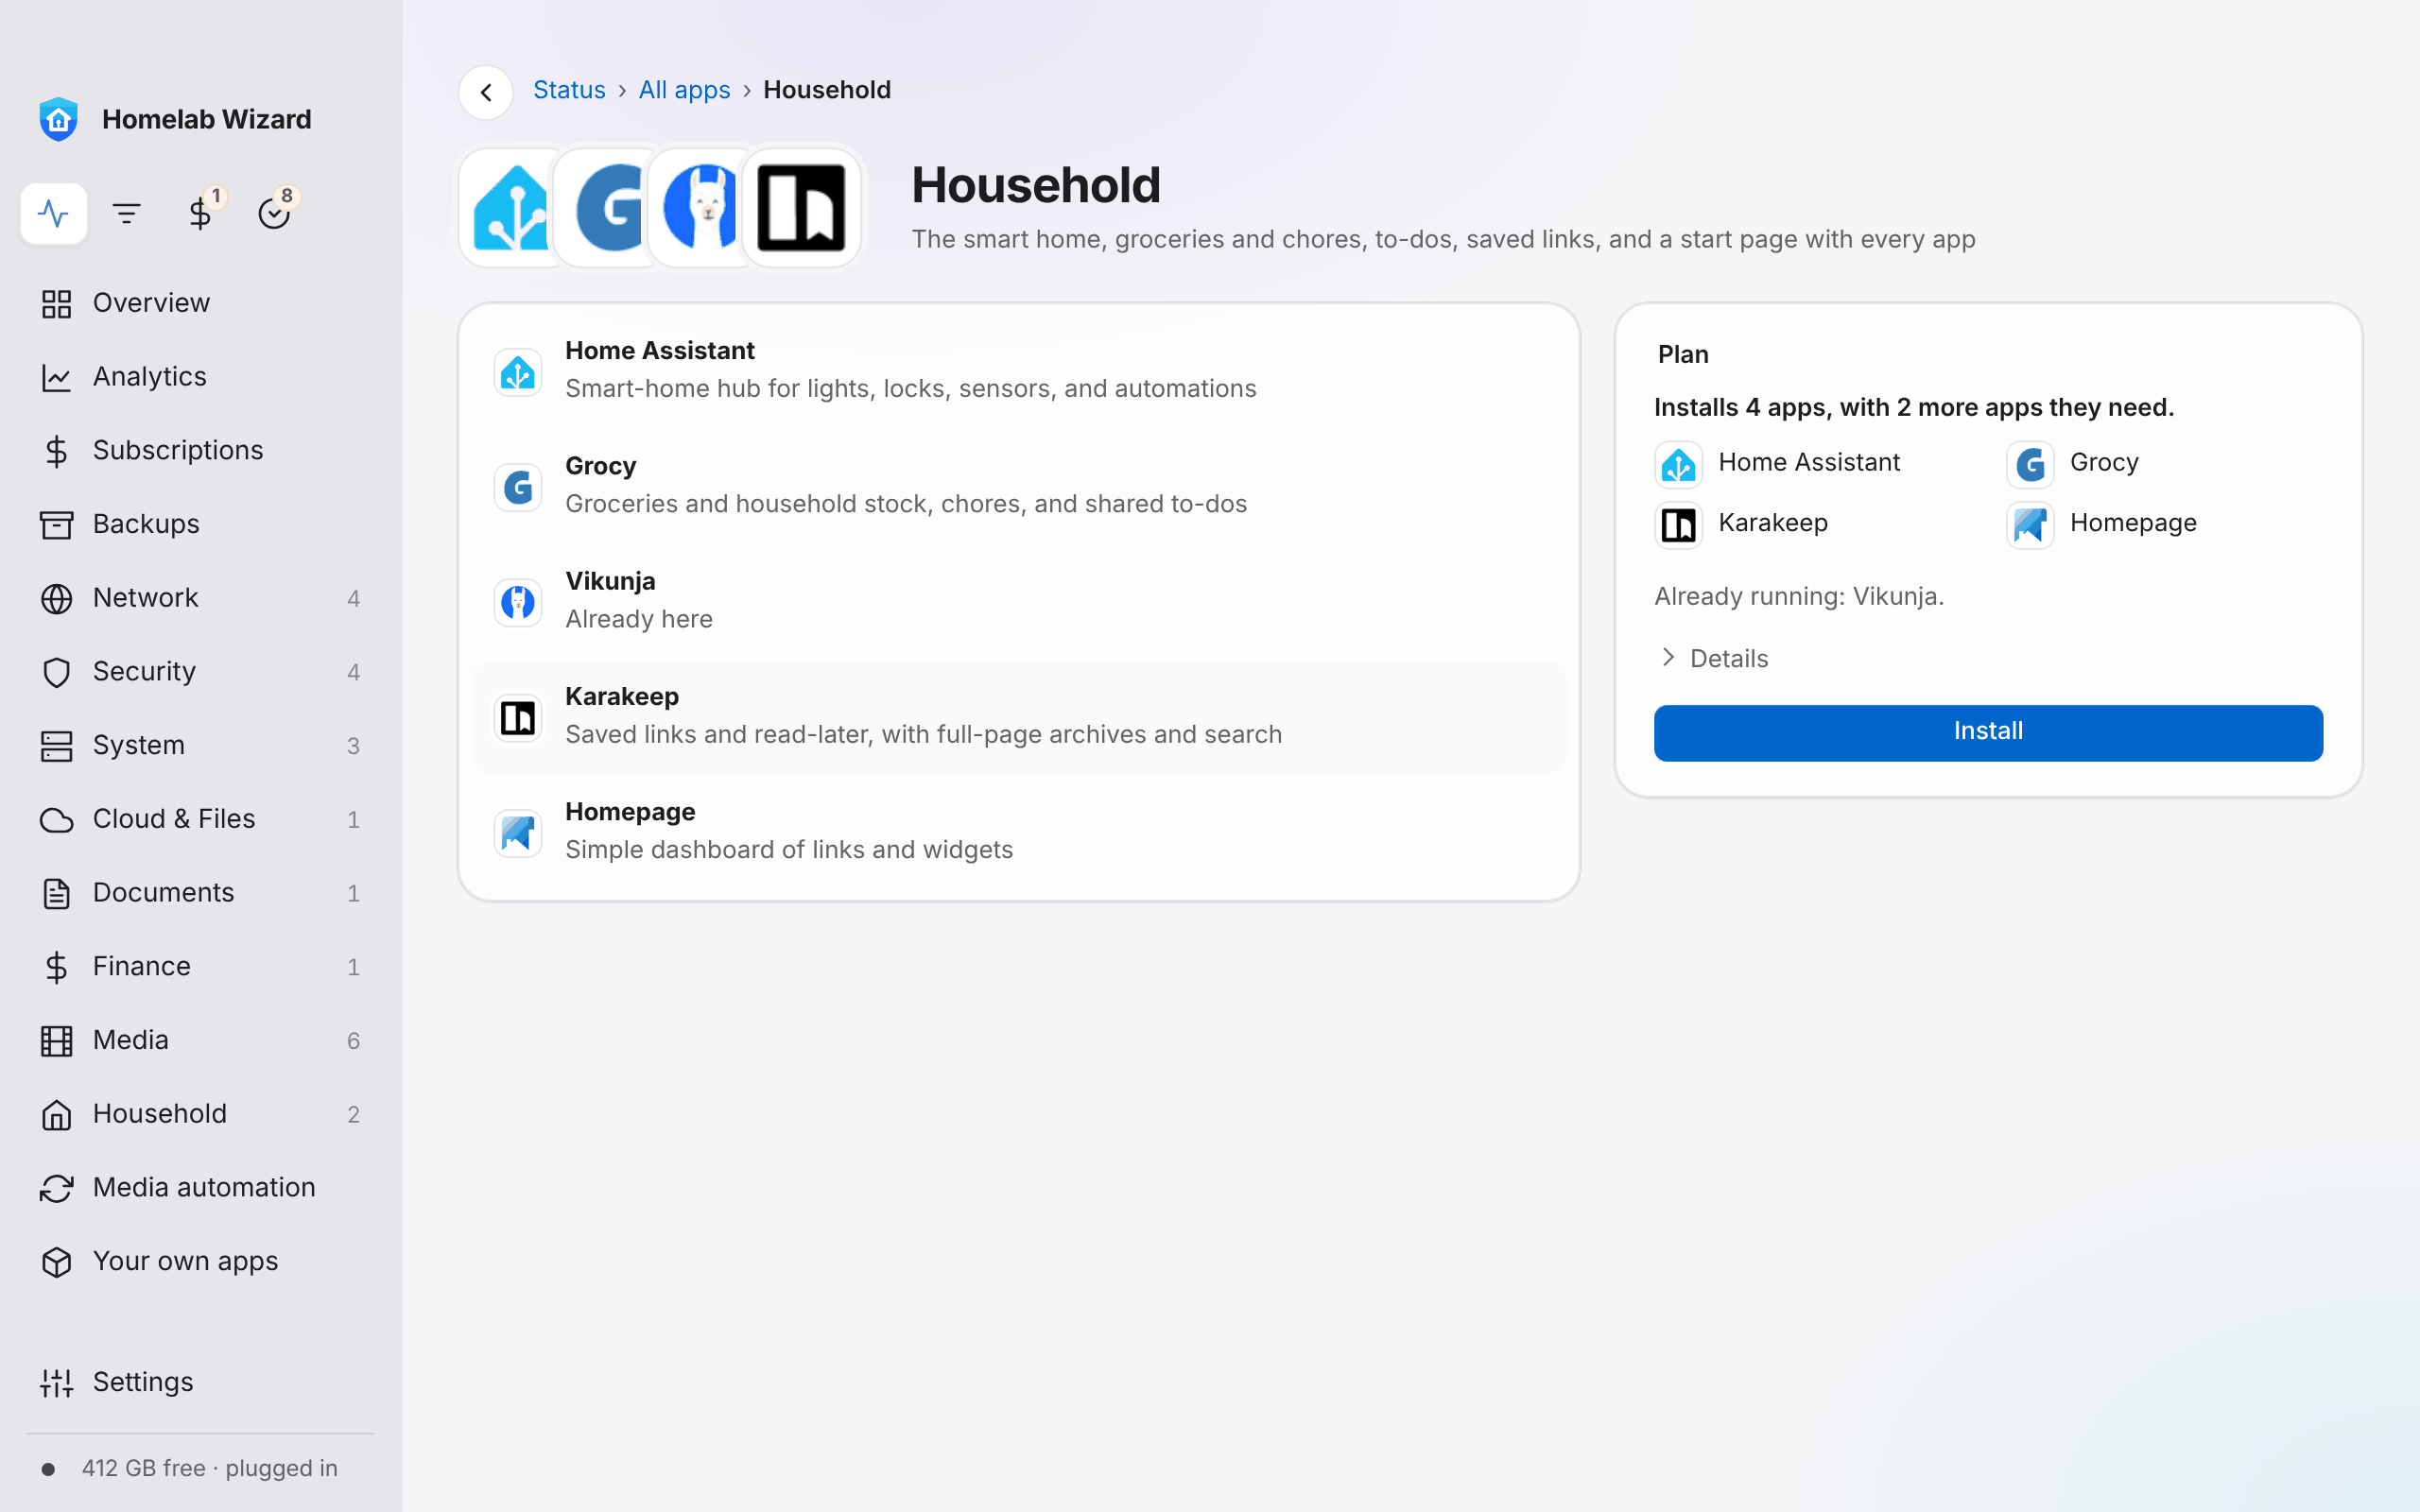 Homelab Wizard
1
8
Overview
Analytics
Subscriptions
Backups
Network 4
Security 4
System 3
Cloud & Files 1
Documents 1
Finance 1
Media 6
Household 2
Media automation
Your own apps
Settings
412 GB free · plugged in
Status › All apps › Household
Household
The smart home, groceries and chores, to-dos, saved links, and a start page with every app
Home Assistant
Smart-home hub for lights, locks, sensors, and automations
Grocy
Groceries and household stock, chores, and shared to-dos
Vikunja
Already here
Karakeep
Saved links and read-later, with full-page archives and search
Homepage
Simple dashboard of links and widgets
Plan
Installs 4 apps, with 2 more apps they need.
Home Assistant
Grocy
Karakeep
Homepage
Already running: Vikunja.
Details
Install